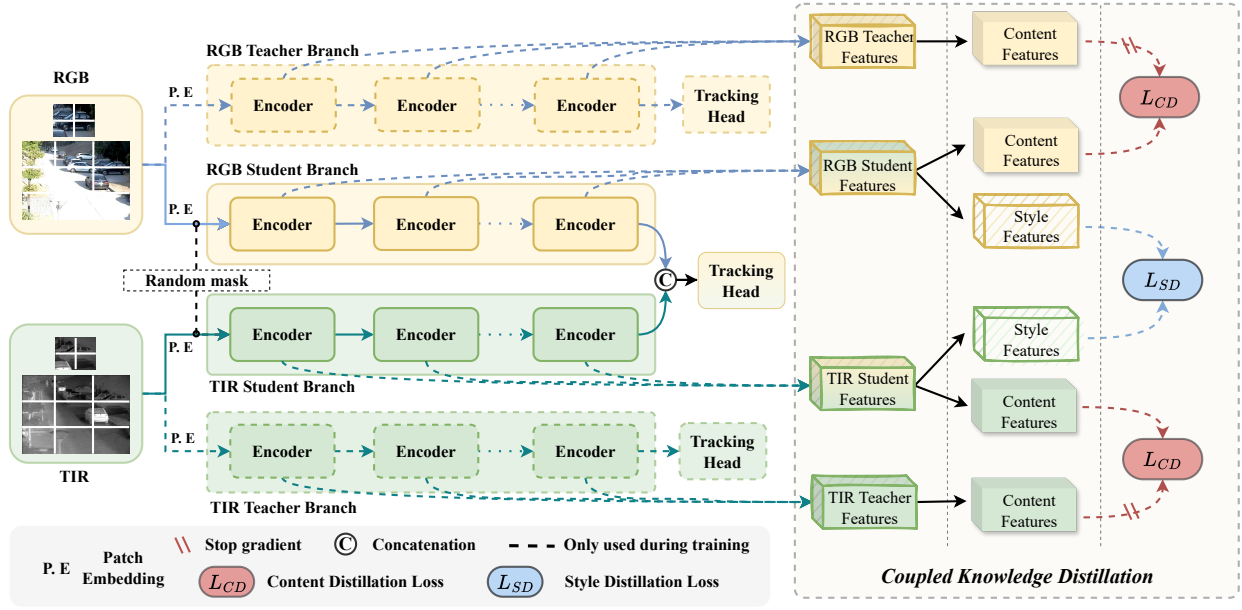 RGB
P. E
RGB Teacher Branch
Encoder
Encoder
Encoder
Tracking
Head
RGB Student Branch
P. E
Encoder
Encoder
Encoder
Random mask
C
Tracking
Head
P. E
Encoder
Encoder
Encoder
TIR Student Branch
TIR
P. E
Encoder
Encoder
Encoder
Tracking
Head
TIR Teacher Branch
RGB Teacher
Features
Content
Features
L_CD
RGB Student
Features
Content
Features
Style
Features
L_SD
Style
Features
TIR Student
Features
Content
Features
L_CD
TIR Teacher
Features
Content
Features
Coupled Knowledge Distillation
P. E
Patch
Embedding
Stop gradient
C
Concatenation
Only used during training
L_CD
Content Distillation Loss
L_SD
Style Distillation Loss